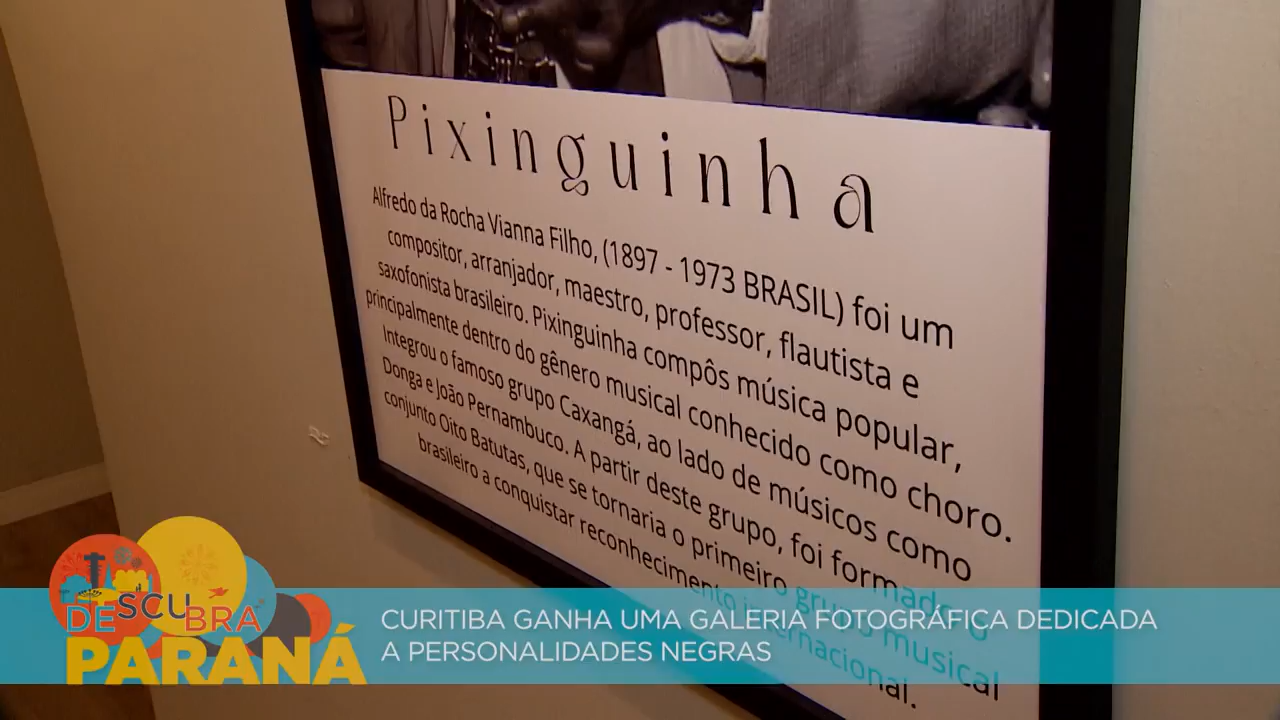 Pixinguinha
Alfredo da Rocha Vianna Filho, (1897 - 1973 BRASIL) foi um
compositor, arranjador, maestro, professor, flautista e
saxofonista brasileiro. Pixinguinha compôs música popular,
principalmente dentro do gênero musical conhecido como choro.
Integrou o famoso grupo Caxangá, ao lado de músicos como
Donga e João Pernambuco. A partir deste grupo, foi formado o
conjunto Oito Batutas, que se tornaria o primeiro grupo musical
brasileiro a conquistar reconhecimento internacional.
DESCUBRA
PARANÁ
CURITIBA GANHA UMA GALERIA FOTOGRÁFICA DEDICADA
A PERSONALIDADES NEGRAS